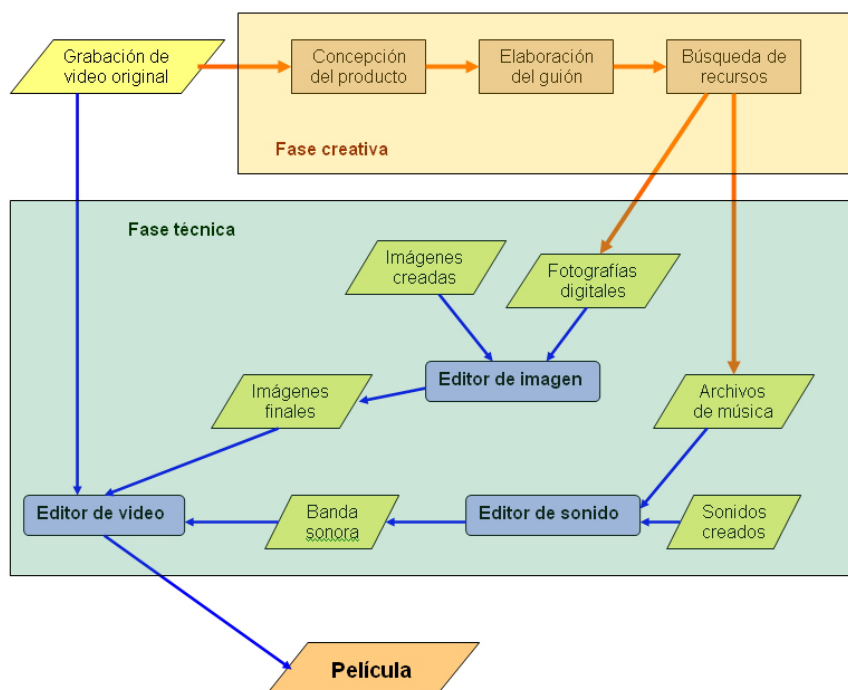 Grabación de
video original
Concepción
del producto
Elaboración
del guión
Búsqueda de
recursos
Fase creativa
Fase técnica
Imágenes
creadas
Fotografías
digitales
Editor de imagen
Imágenes
finales
Archivos
de música
Editor de video
Banda
sonora
Editor de sonido
Sonidos
creados
Película